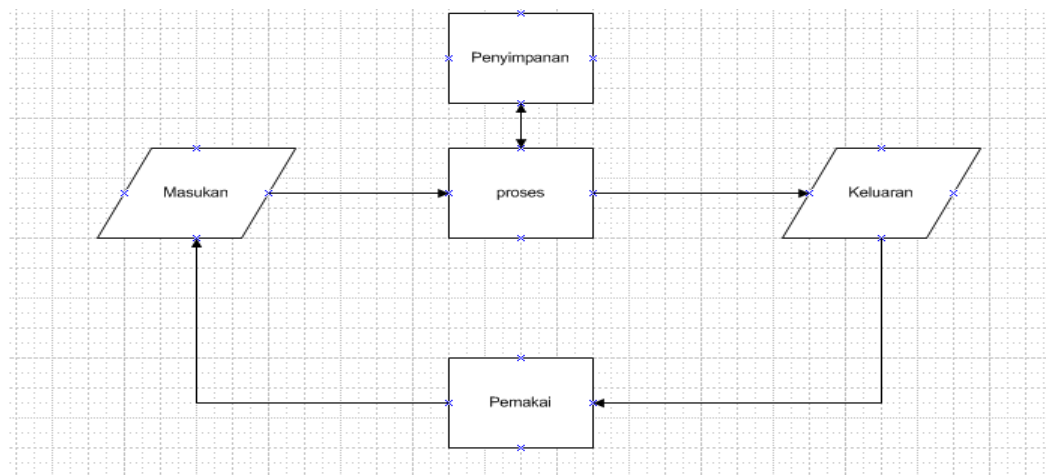 Penyimpanan
Masukan
proses
Keluaran
Pemakai